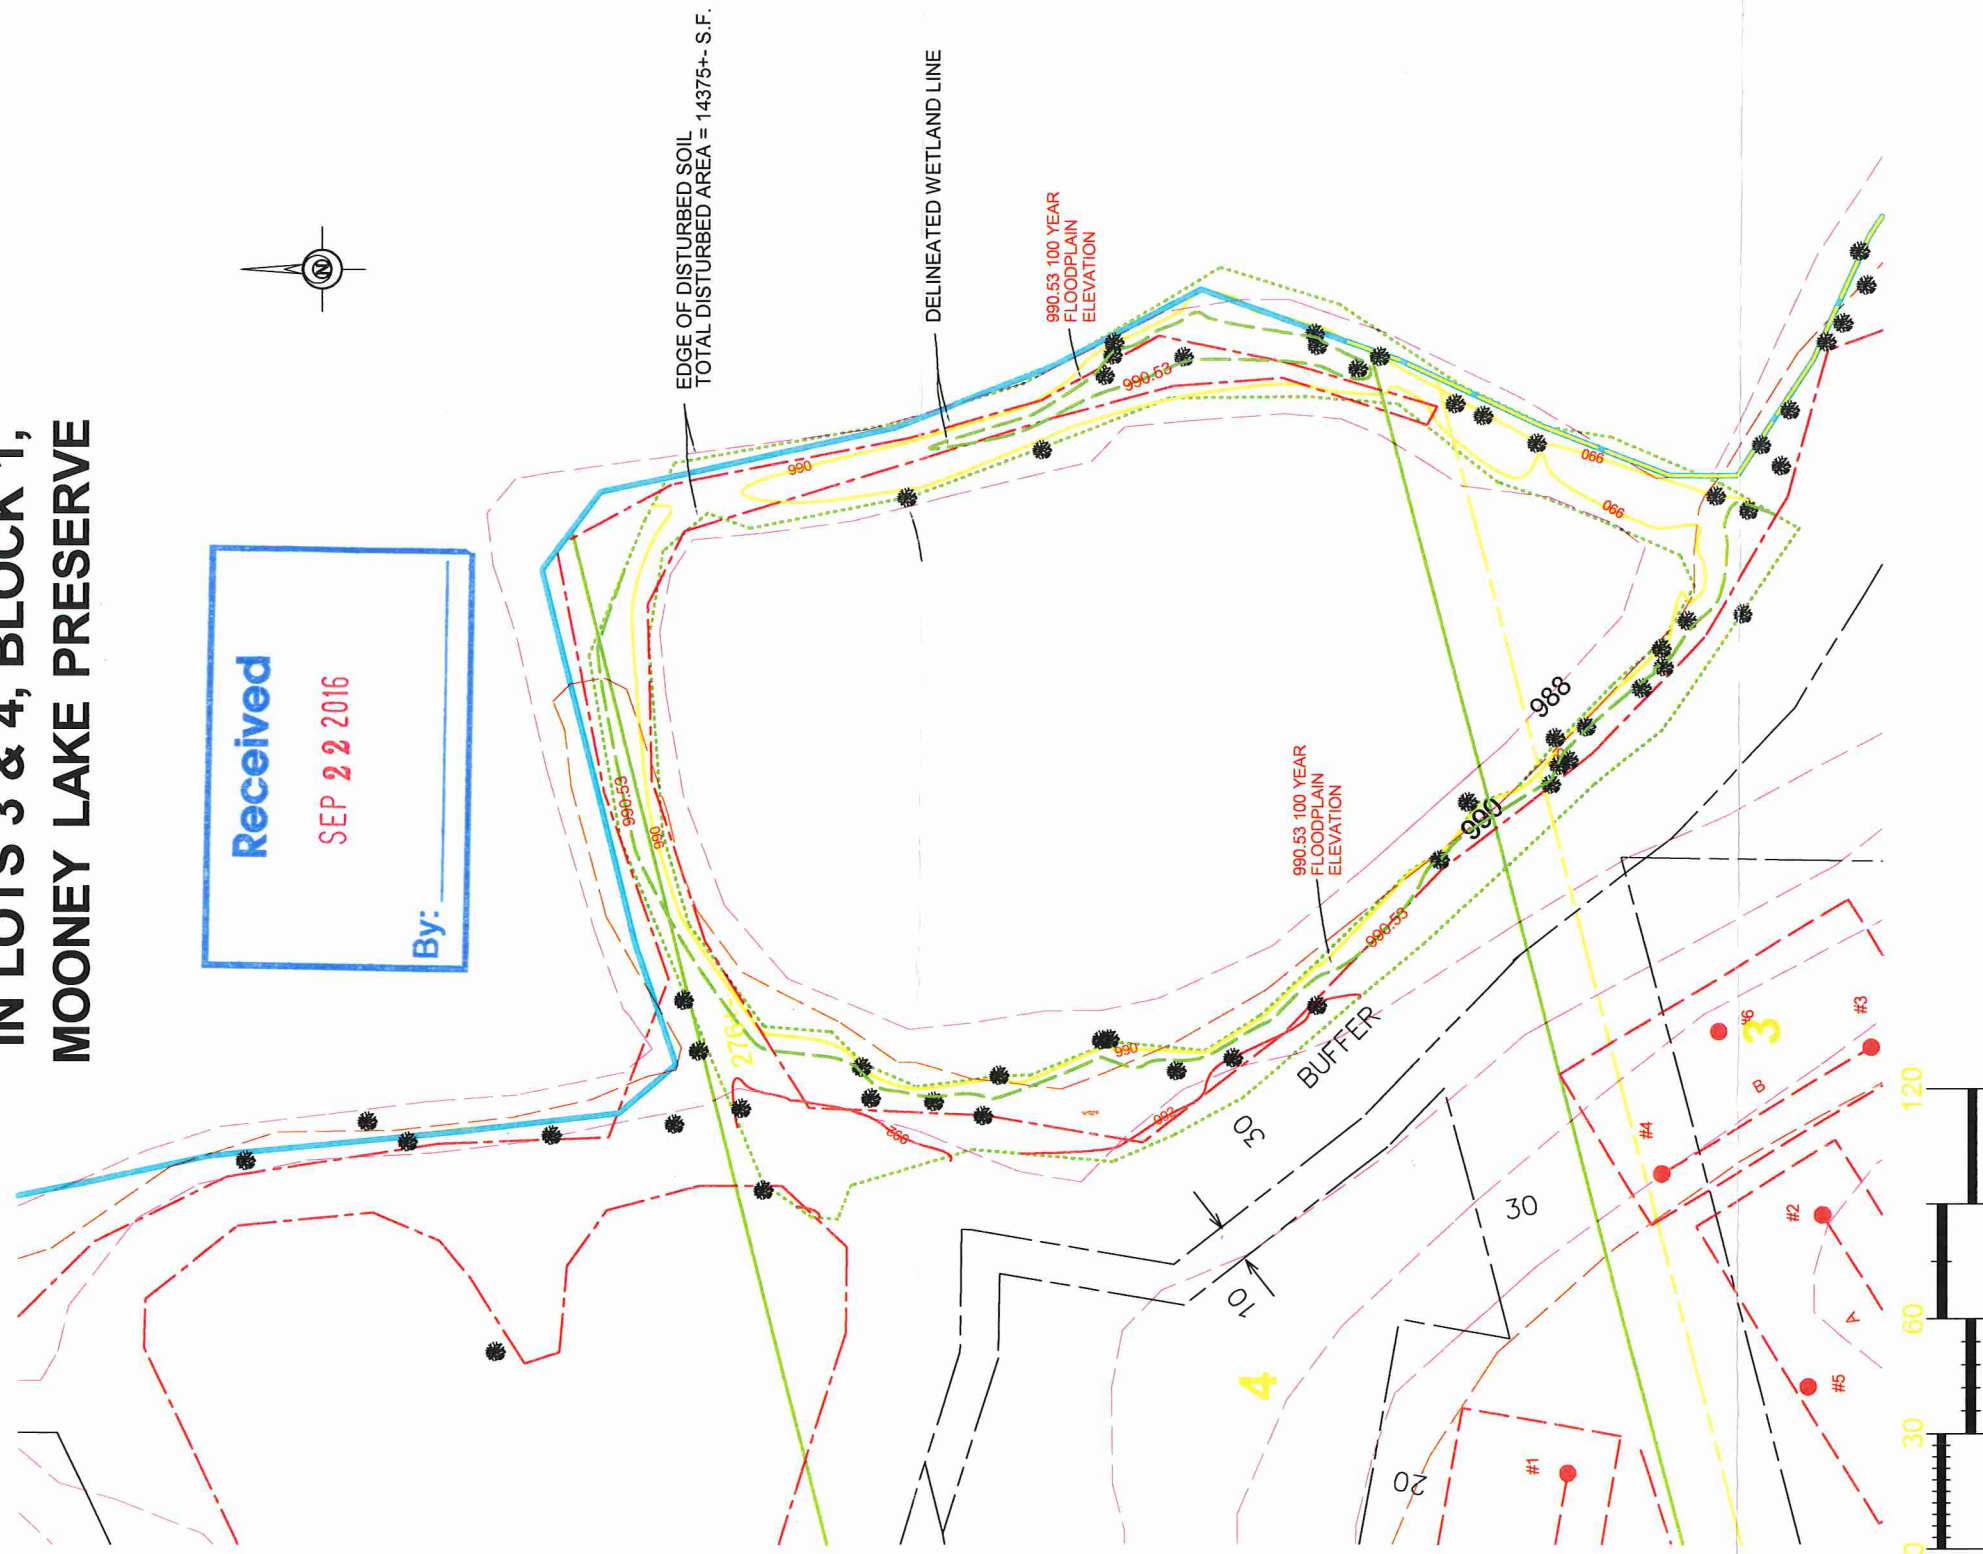 IN LOTS 3 & 4, BLOCK 1,
MOONEY LAKE PRESERVE
Received
SEP 22 2016
By:
N
EDGE OF DISTURBED SOIL
TOTAL DISTURBED AREA = 14375+- S.F.
DELINEATED WETLAND LINE
990.53 100 YEAR
FLOODPLAIN
ELEVATION
990
990.53
990
990
990.53
990
276
988
990
990.53 100 YEAR
FLOODPLAIN
ELEVATION
990.53
990
992
992
BUFFER
30
10
30
20
4
3
#6
#3
B
#4
#2
A
#5
#1
0
30
60
120